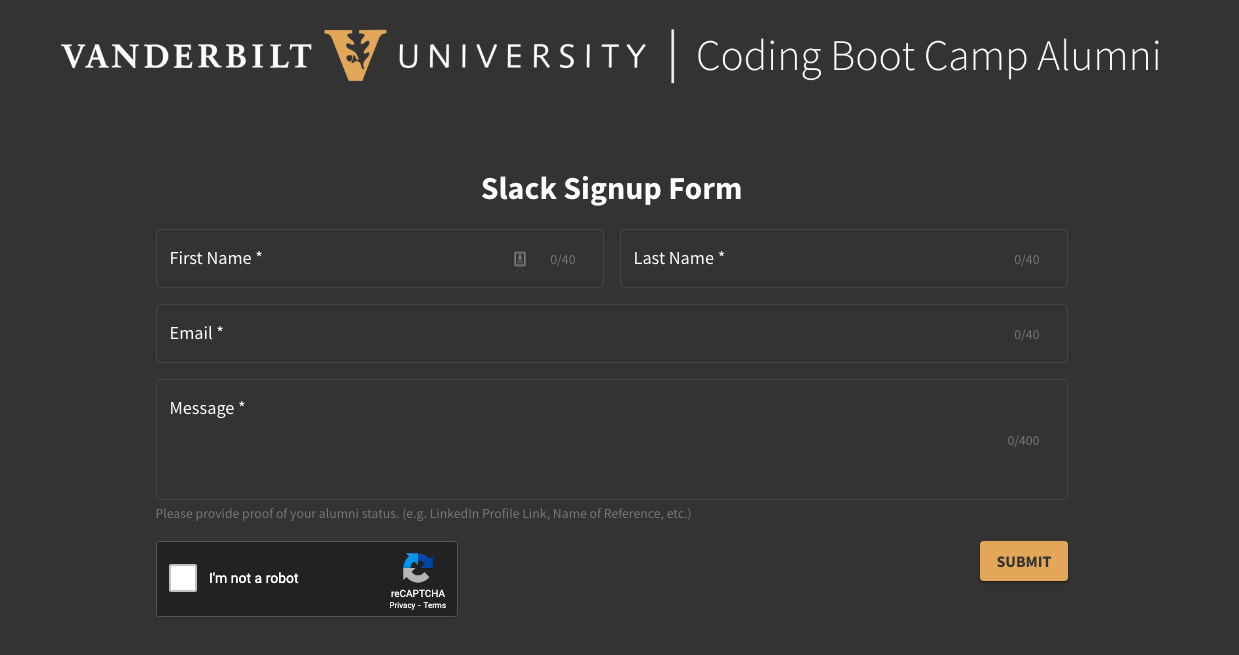 VANDERBILT UNIVERSITY | Coding Boot Camp Alumni
Slack Signup Form
First Name * 0/40
Last Name * 0/40
Email * 0/40
Message *
0/400
Please provide proof of your alumni status. (e.g. LinkedIn Profile Link, Name of Reference, etc.)
I'm not a robot
reCAPTCHA
Privacy - Terms
SUBMIT